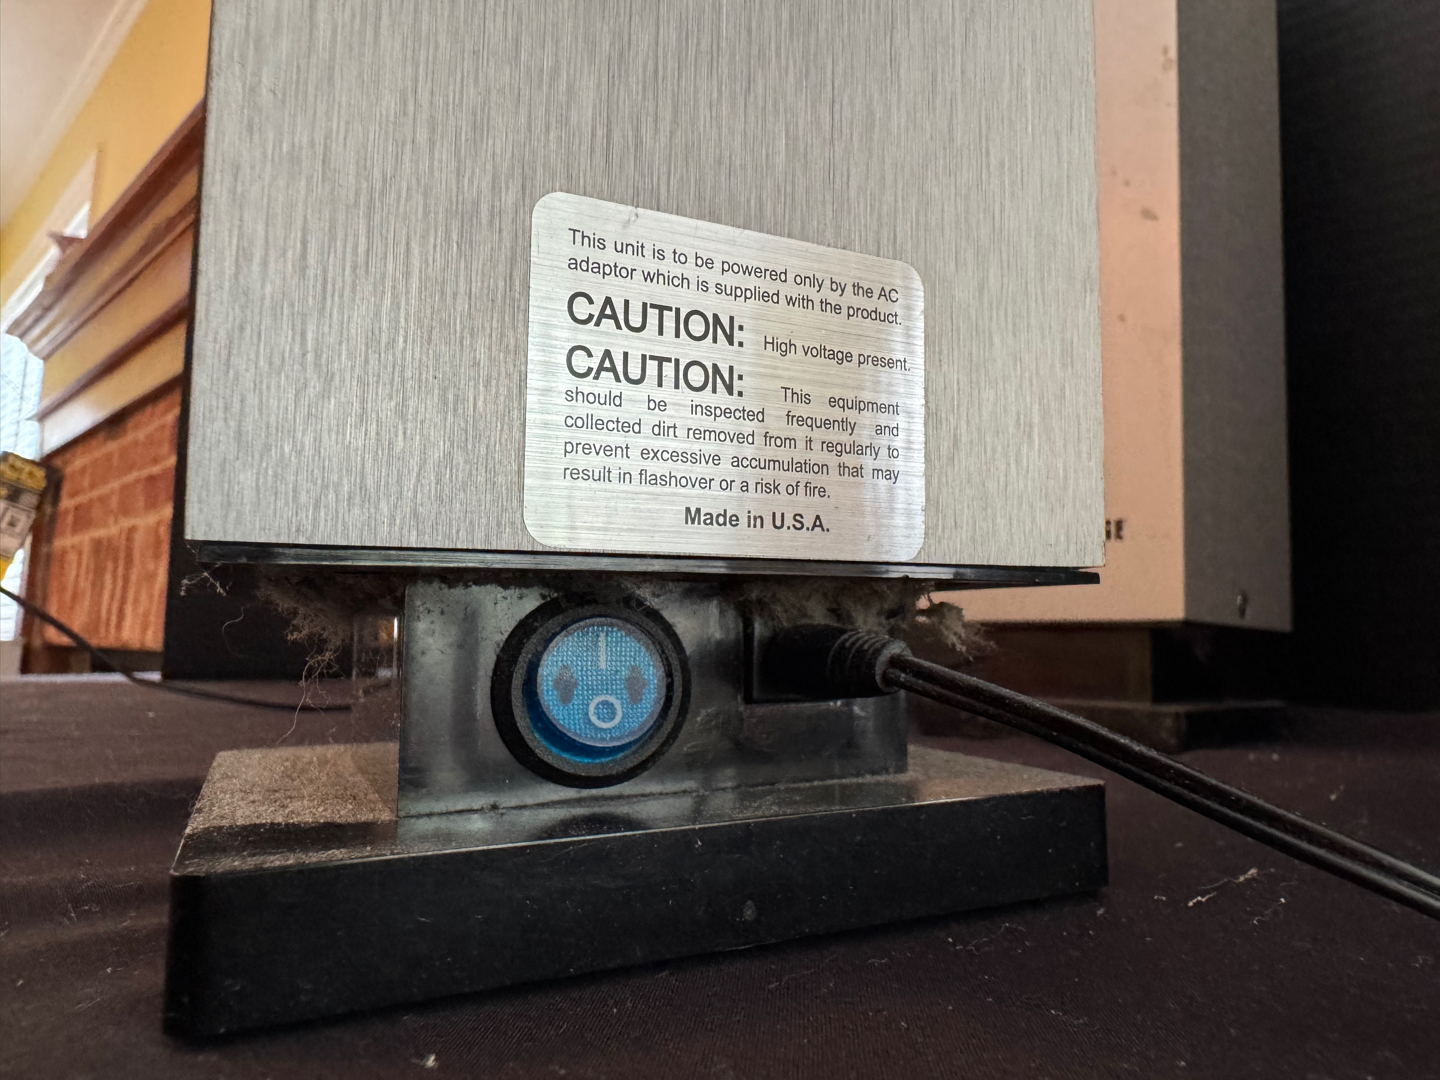 This unit is to be powered only by the AC
adaptor which is supplied with the product.
CAUTION: High voltage present.
CAUTION: This equipment
should be inspected frequently and
collected dirt removed from it regularly to
prevent excessive accumulation that may
result in flashover or a risk of fire.
Made in U.S.A.